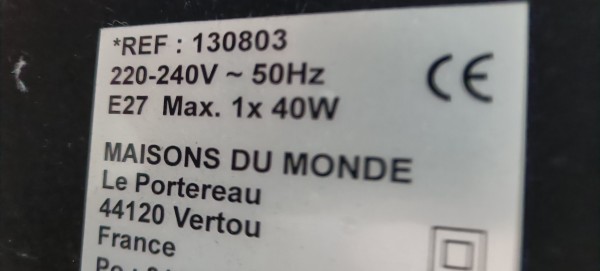 *REF : 130803
220-240V ~ 50Hz
E27 Max. 1x 40W
CE
MAISONS DU MONDE
Le Portereau
44120 Vertou
France